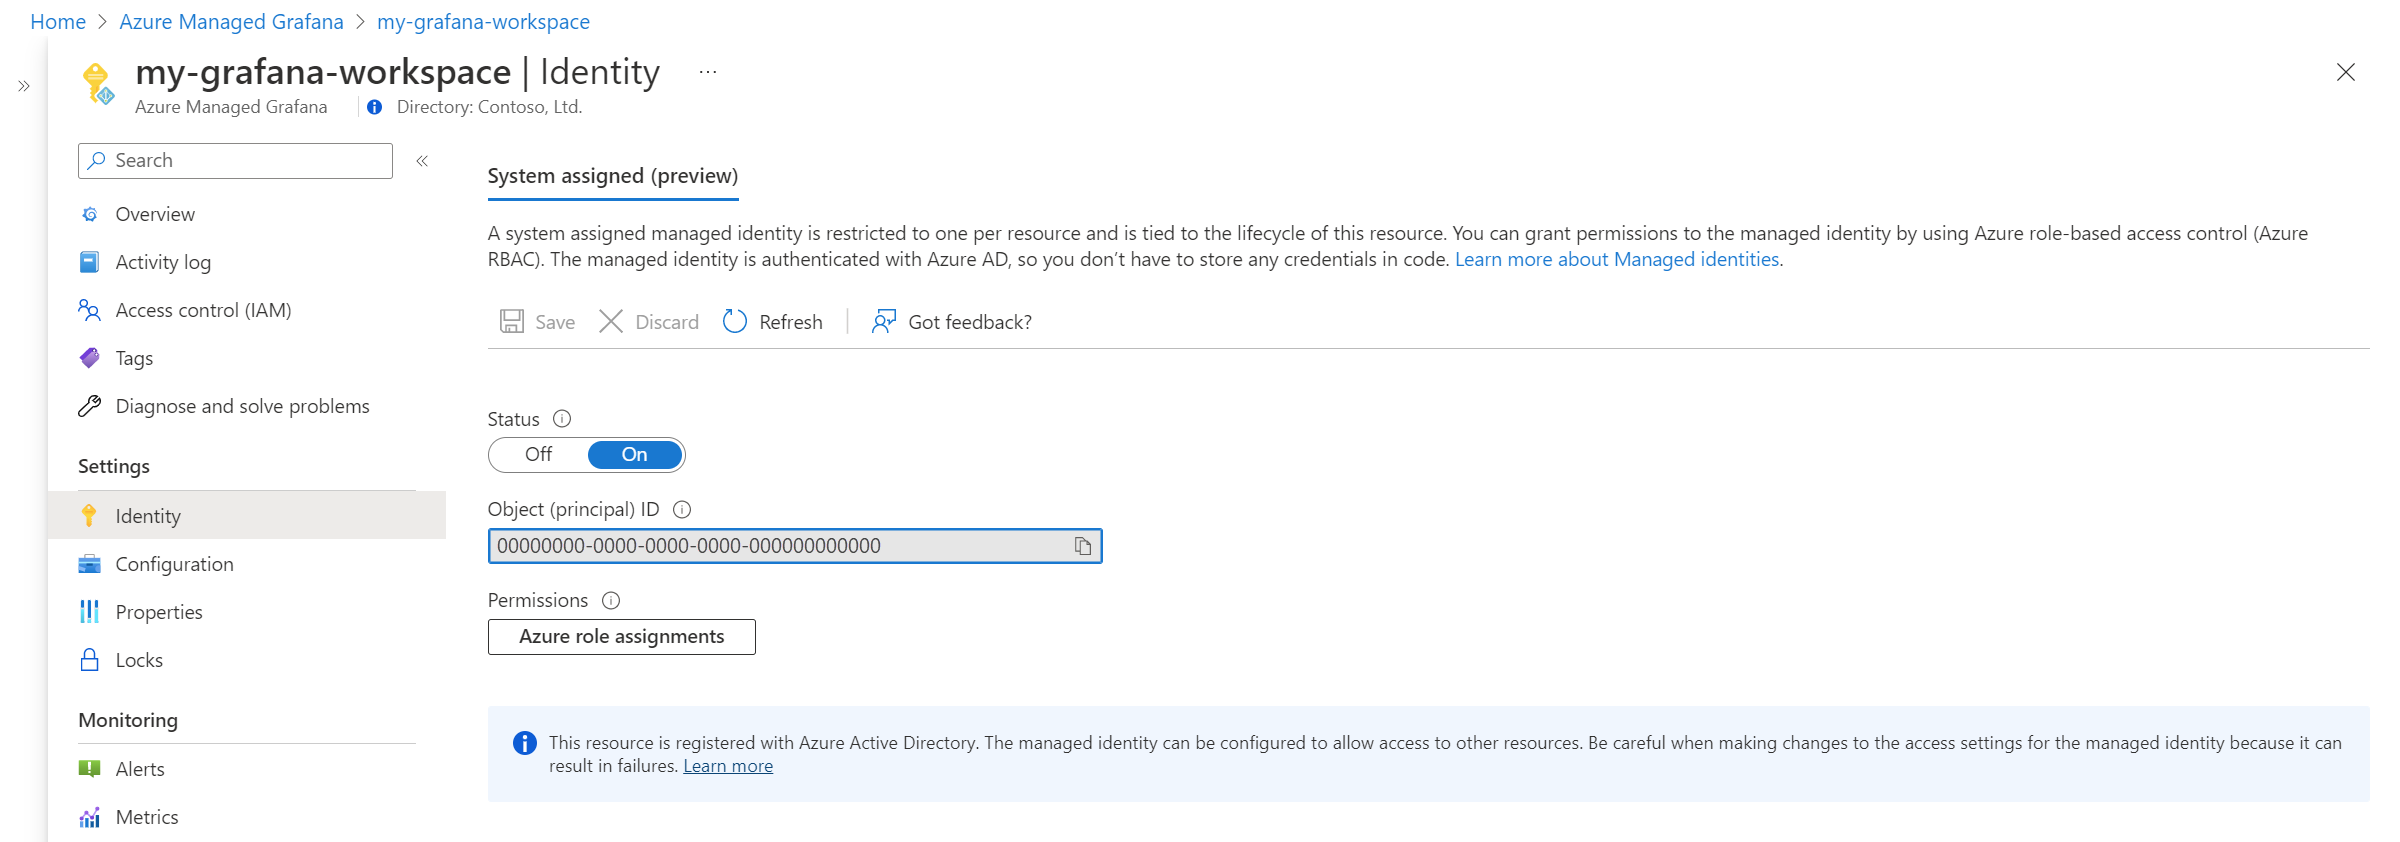 Home > Azure Managed Grafana > my-grafana-workspace
my-grafana-workspace | Identity ...
Azure Managed Grafana | Directory: Contoso, Ltd.
Search
Overview
Activity log
Access control (IAM)
Tags
Diagnose and solve problems
Settings
Identity
Configuration
Properties
Locks
Monitoring
Alerts
Metrics
System assigned (preview)
A system assigned managed identity is restricted to one per resource and is tied to the lifecycle of this resource. You can grant permissions to the managed identity by using Azure role-based access control (Azure
RBAC). The managed identity is authenticated with Azure AD, so you don’t have to store any credentials in code. Learn more about Managed identities.
Save Discard Refresh Got feedback?
Status
Off On
Object (principal) ID
00000000-0000-0000-0000-000000000000
Permissions
Azure role assignments
This resource is registered with Azure Active Directory. The managed identity can be configured to allow access to other resources. Be careful when making changes to the access settings for the managed identity because it can
result in failures. Learn more